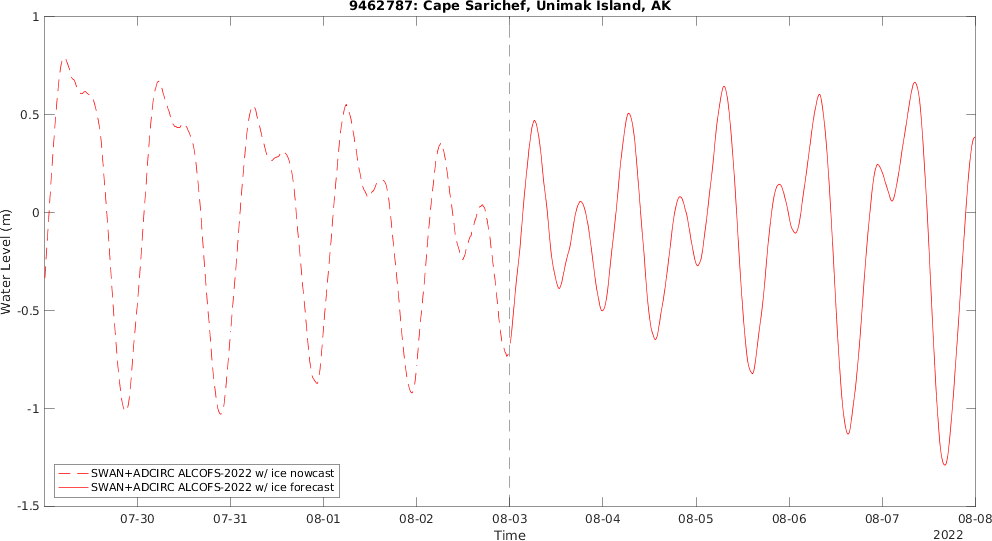 9462787: Cape Sarichef, Unimak Island, AK
1
0.5
0
-0.5
-1
-1.5
Water Level (m)
SWAN+ADCIRC ALCOFS-2022 w/ ice nowcast
SWAN+ADCIRC ALCOFS-2022 w/ ice forecast
07-30 07-31 08-01 08-02 08-03 08-04 08-05 08-06 08-07 08-08
Time
2022